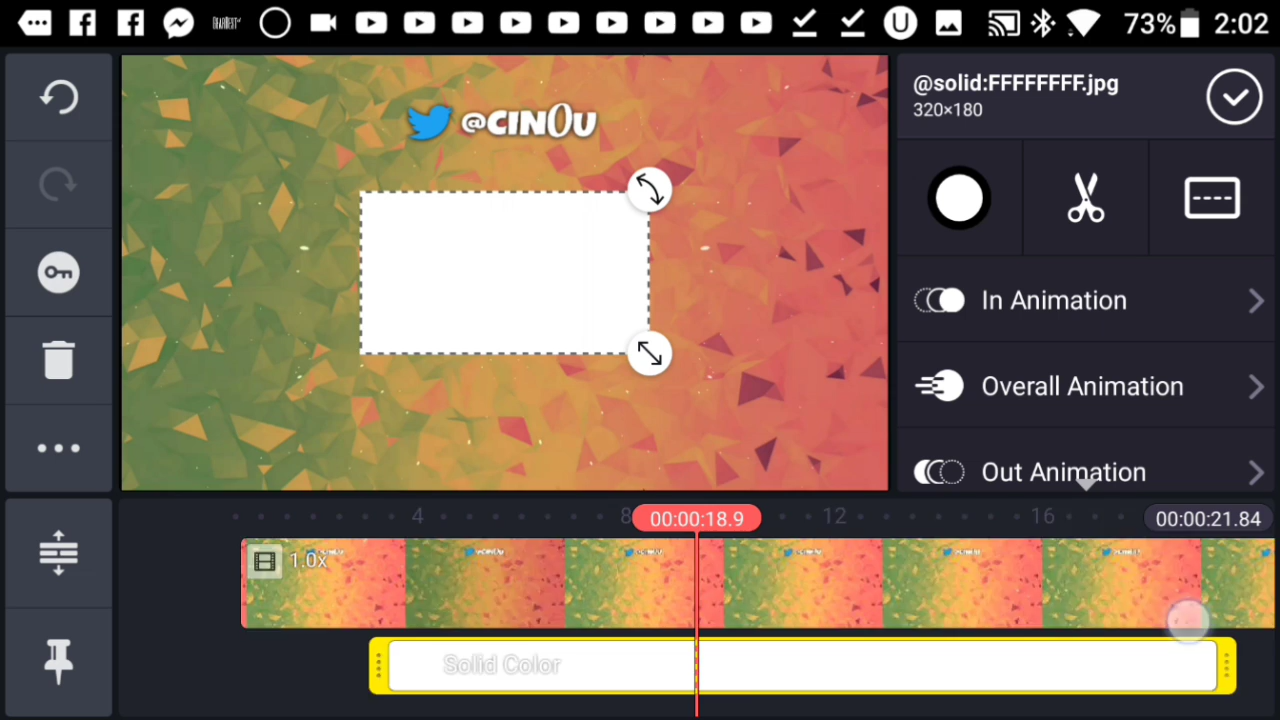 U
73%
2:02
@CINOU
@solid:FFFFFFFF.jpg
320×180
In Animation
Overall Animation
Out Animation
4
8
00:00:18.9
12
16
00:00:21.84
1.0x
Solid Color